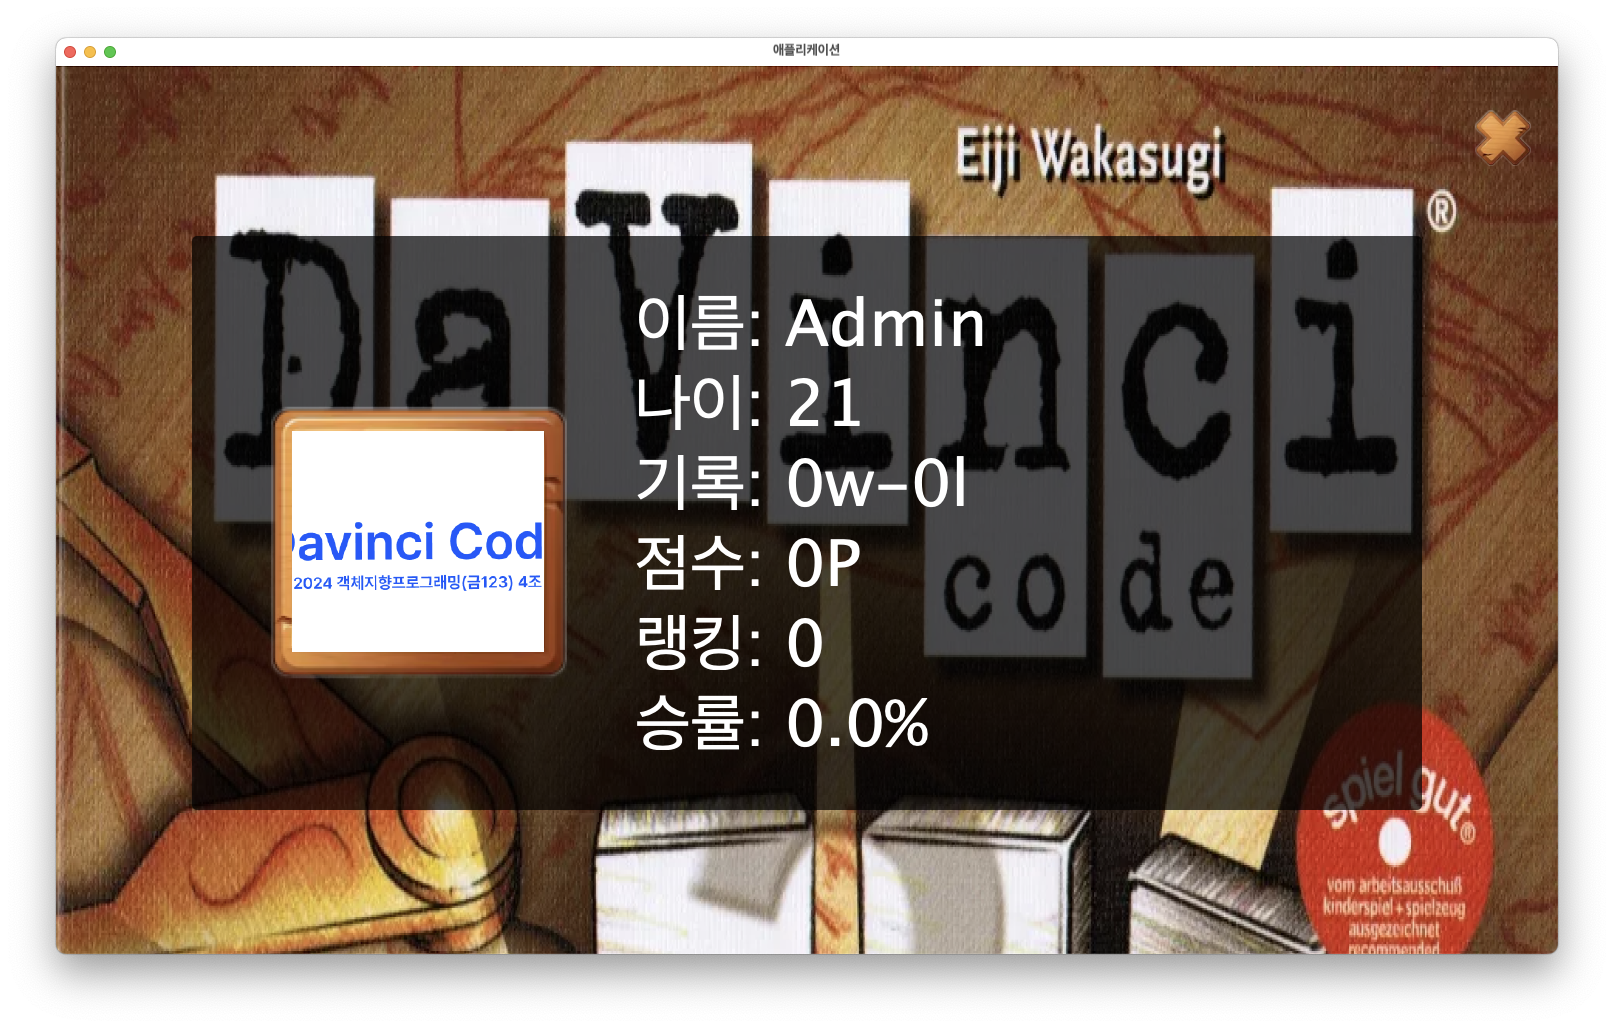 애플리케이션
Eiji Wakasugi
DaVinci®
code
이름: Admin
나이: 21
기록: 0w-0l
점수: 0P
랭킹: 0
승률: 0.0%
avinci Cod
2024 객체지향프로그래밍(금123) 4조
spiel gut®
vom arbeitsausschuß
kinderspiel+spielzeug
ausgezeichnet
recommended